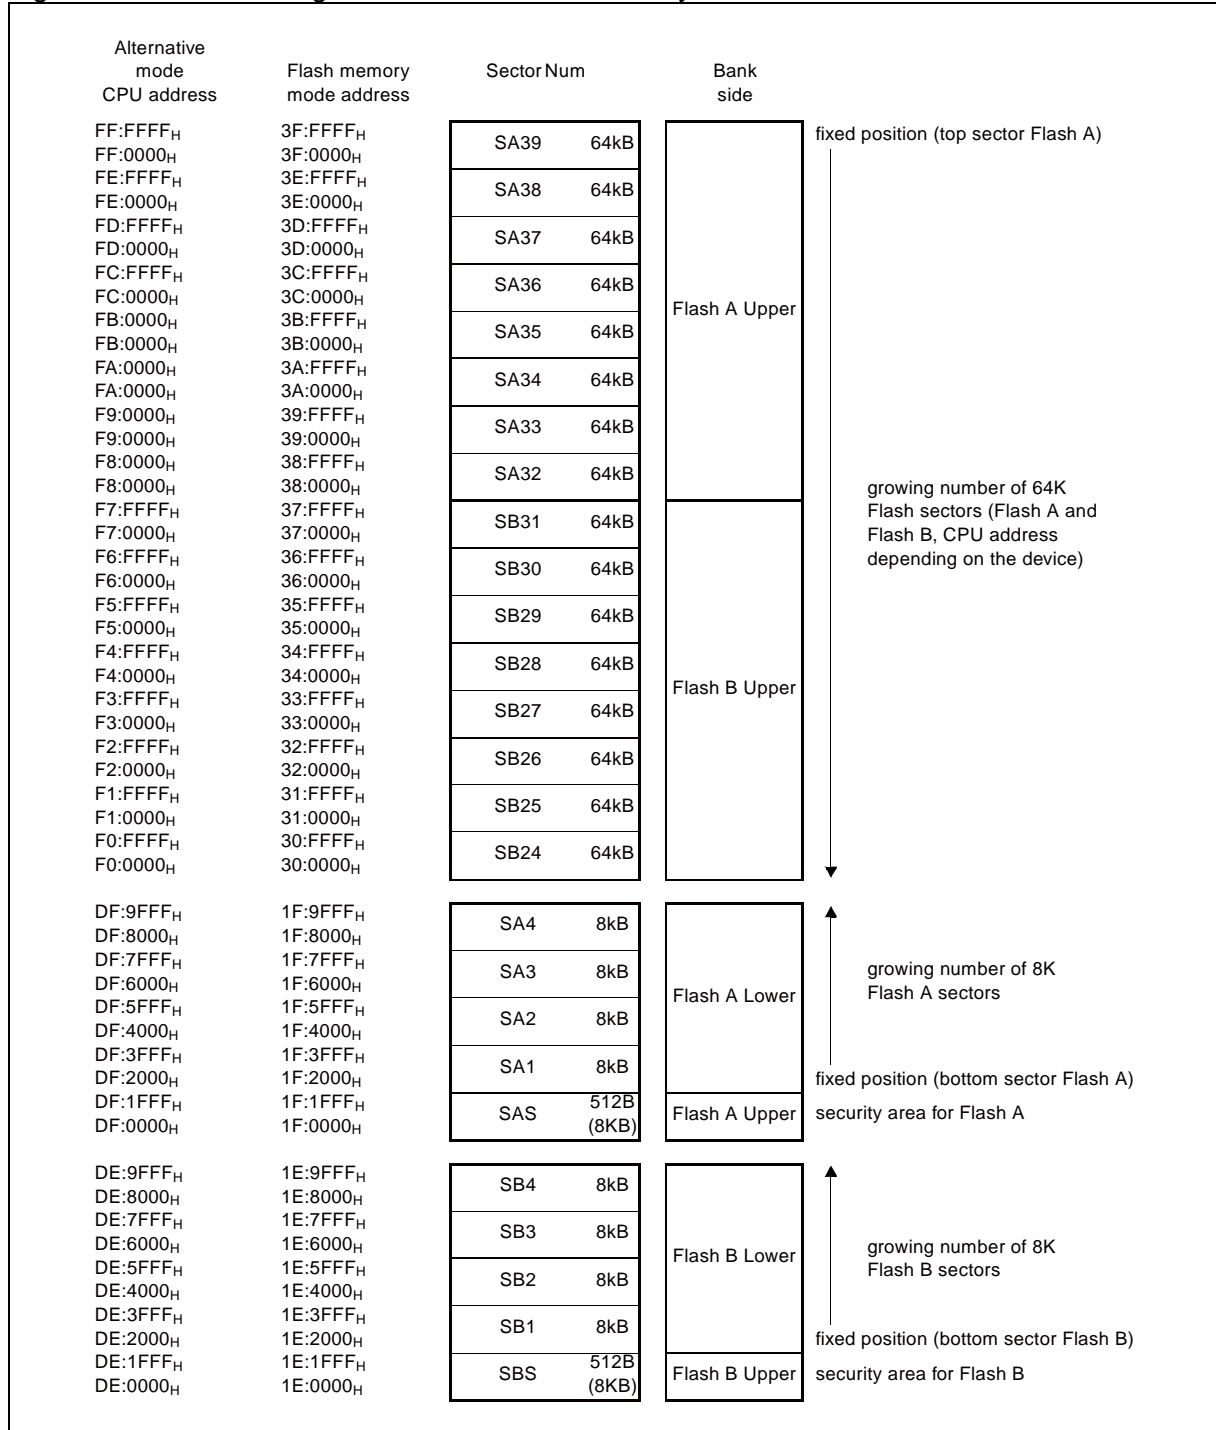 Alternative mode CPU address
Flash memory mode address
Sector Num
Bank side
FF:FFFFH 3F:FFFFH
SA39 64kB
fixed position (top sector Flash A)
FF:0000H 3F:0000H
FE:FFFFH 3E:FFFFH
SA38 64kB
FE:0000H 3E:0000H
FD:FFFFH 3D:FFFFH
SA37 64kB
FD:0000H 3D:0000H
FC:FFFFH 3C:FFFFH
SA36 64kB
FC:0000H 3C:0000H
Flash A Upper
FB:0000H 3B:FFFFH
SA35 64kB
FB:0000H 3B:0000H
FA:0000H 3A:FFFFH
SA34 64kB
FA:0000H 3A:0000H
F9:0000H 39:FFFFH
SA33 64kB
F9:0000H 39:0000H
F8:0000H 38:FFFFH
SA32 64kB
F8:0000H 38:0000H
growing number of 64K
Flash sectors (Flash A and
Flash B, CPU address
depending on the device)
F7:FFFFH 37:FFFFH
SB31 64kB
F7:0000H 37:0000H
F6:FFFFH 36:FFFFH
SB30 64kB
F6:0000H 36:0000H
F5:FFFFH 35:FFFFH
SB29 64kB
F5:0000H 35:0000H
F4:FFFFH 34:FFFFH
SB28 64kB
F4:0000H 34:0000H
Flash B Upper
F3:FFFFH 33:FFFFH
SB27 64kB
F3:0000H 33:0000H
F2:FFFFH 32:FFFFH
SB26 64kB
F2:0000H 32:0000H
F1:FFFFH 31:FFFFH
SB25 64kB
F1:0000H 31:0000H
F0:FFFFH 30:FFFFH
SB24 64kB
F0:0000H 30:0000H
DF:9FFFH 1F:9FFFH
SA4 8kB
DF:8000H 1F:8000H
DF:7FFFH 1F:7FFFH
SA3 8kB
DF:6000H 1F:6000H
growing number of 8K
Flash A sectors
Flash A Lower
DF:5FFFH 1F:5FFFH
SA2 8kB
DF:4000H 1F:4000H
DF:3FFFH 1F:3FFFH
SA1 8kB
DF:2000H 1F:2000H
fixed position (bottom sector Flash A)
DF:1FFFH 1F:1FFFH
SAS 512B (8KB)
Flash A Upper
security area for Flash A
DF:0000H 1F:0000H
DE:9FFFH 1E:9FFFH
SB4 8kB
DE:8000H 1E:8000H
DE:7FFFH 1E:7FFFH
SB3 8kB
DE:6000H 1E:6000H
Flash B Lower
growing number of 8K
Flash B sectors
DE:5FFFH 1E:5FFFH
SB2 8kB
DE:4000H 1E:4000H
DE:3FFFH 1E:3FFFH
SB1 8kB
DE:2000H 1E:2000H
fixed position (bottom sector Flash B)
DE:1FFFH 1E:1FFFH
SBS 512B (8KB)
Flash B Upper
security area for Flash B
DE:0000H 1E:0000H